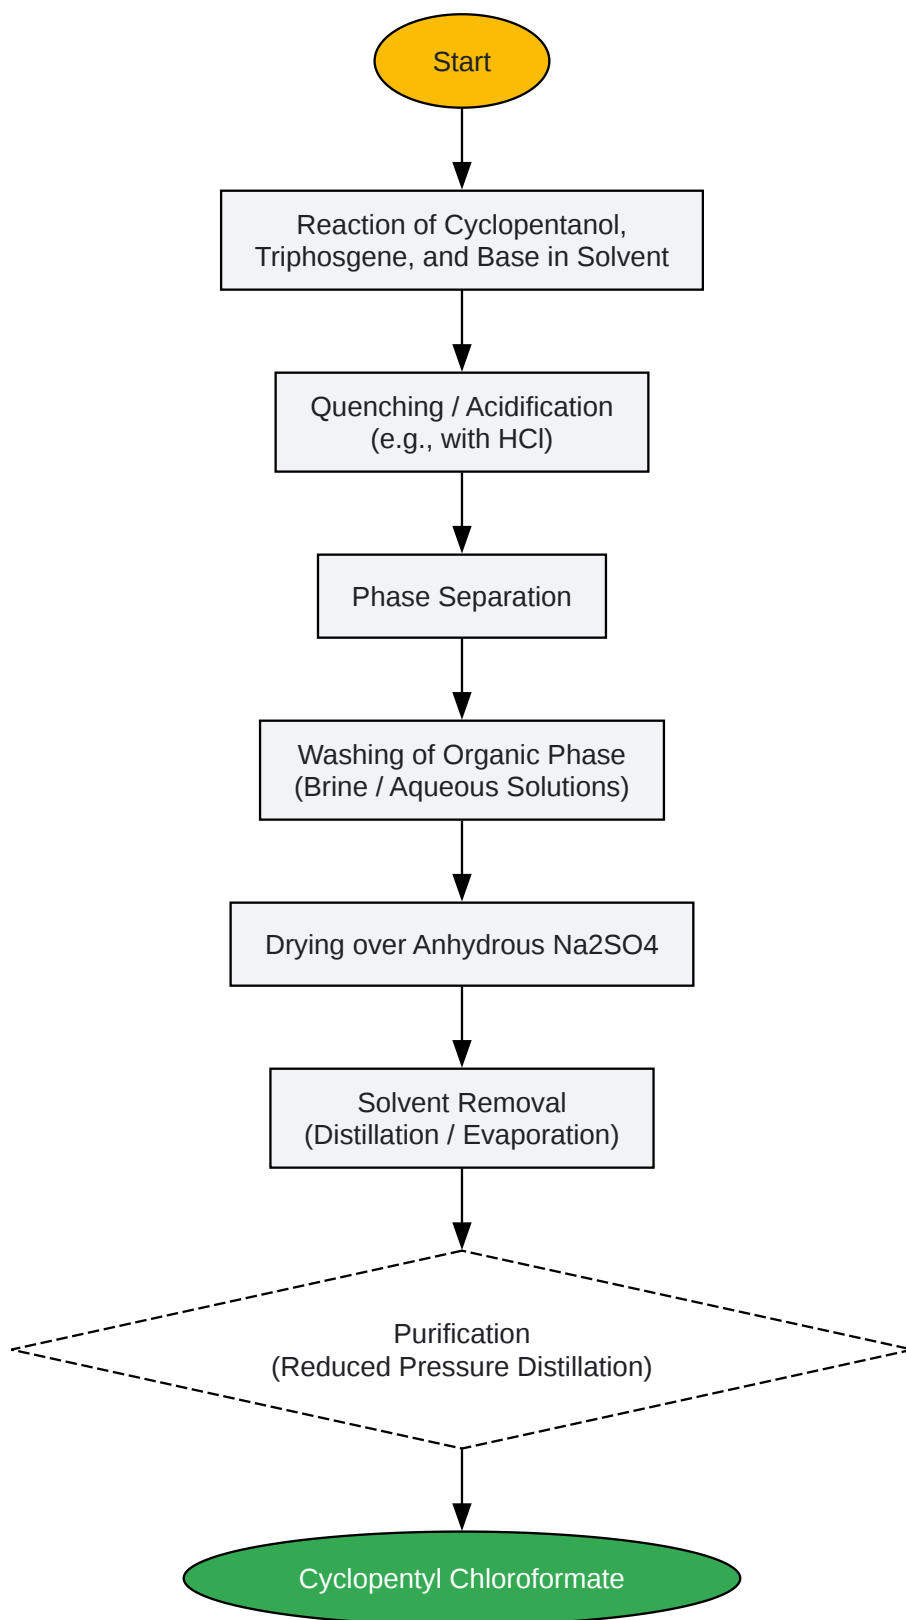 Start
Reaction of Cyclopentanol,
Triphosgene, and Base in Solvent
Quenching / Acidification
(e.g., with HCl)
Phase Separation
Washing of Organic Phase
(Brine / Aqueous Solutions)
Drying over Anhydrous Na2SO4
Solvent Removal
(Distillation / Evaporation)
Purification
(Reduced Pressure Distillation)
Cyclopentyl Chloroformate